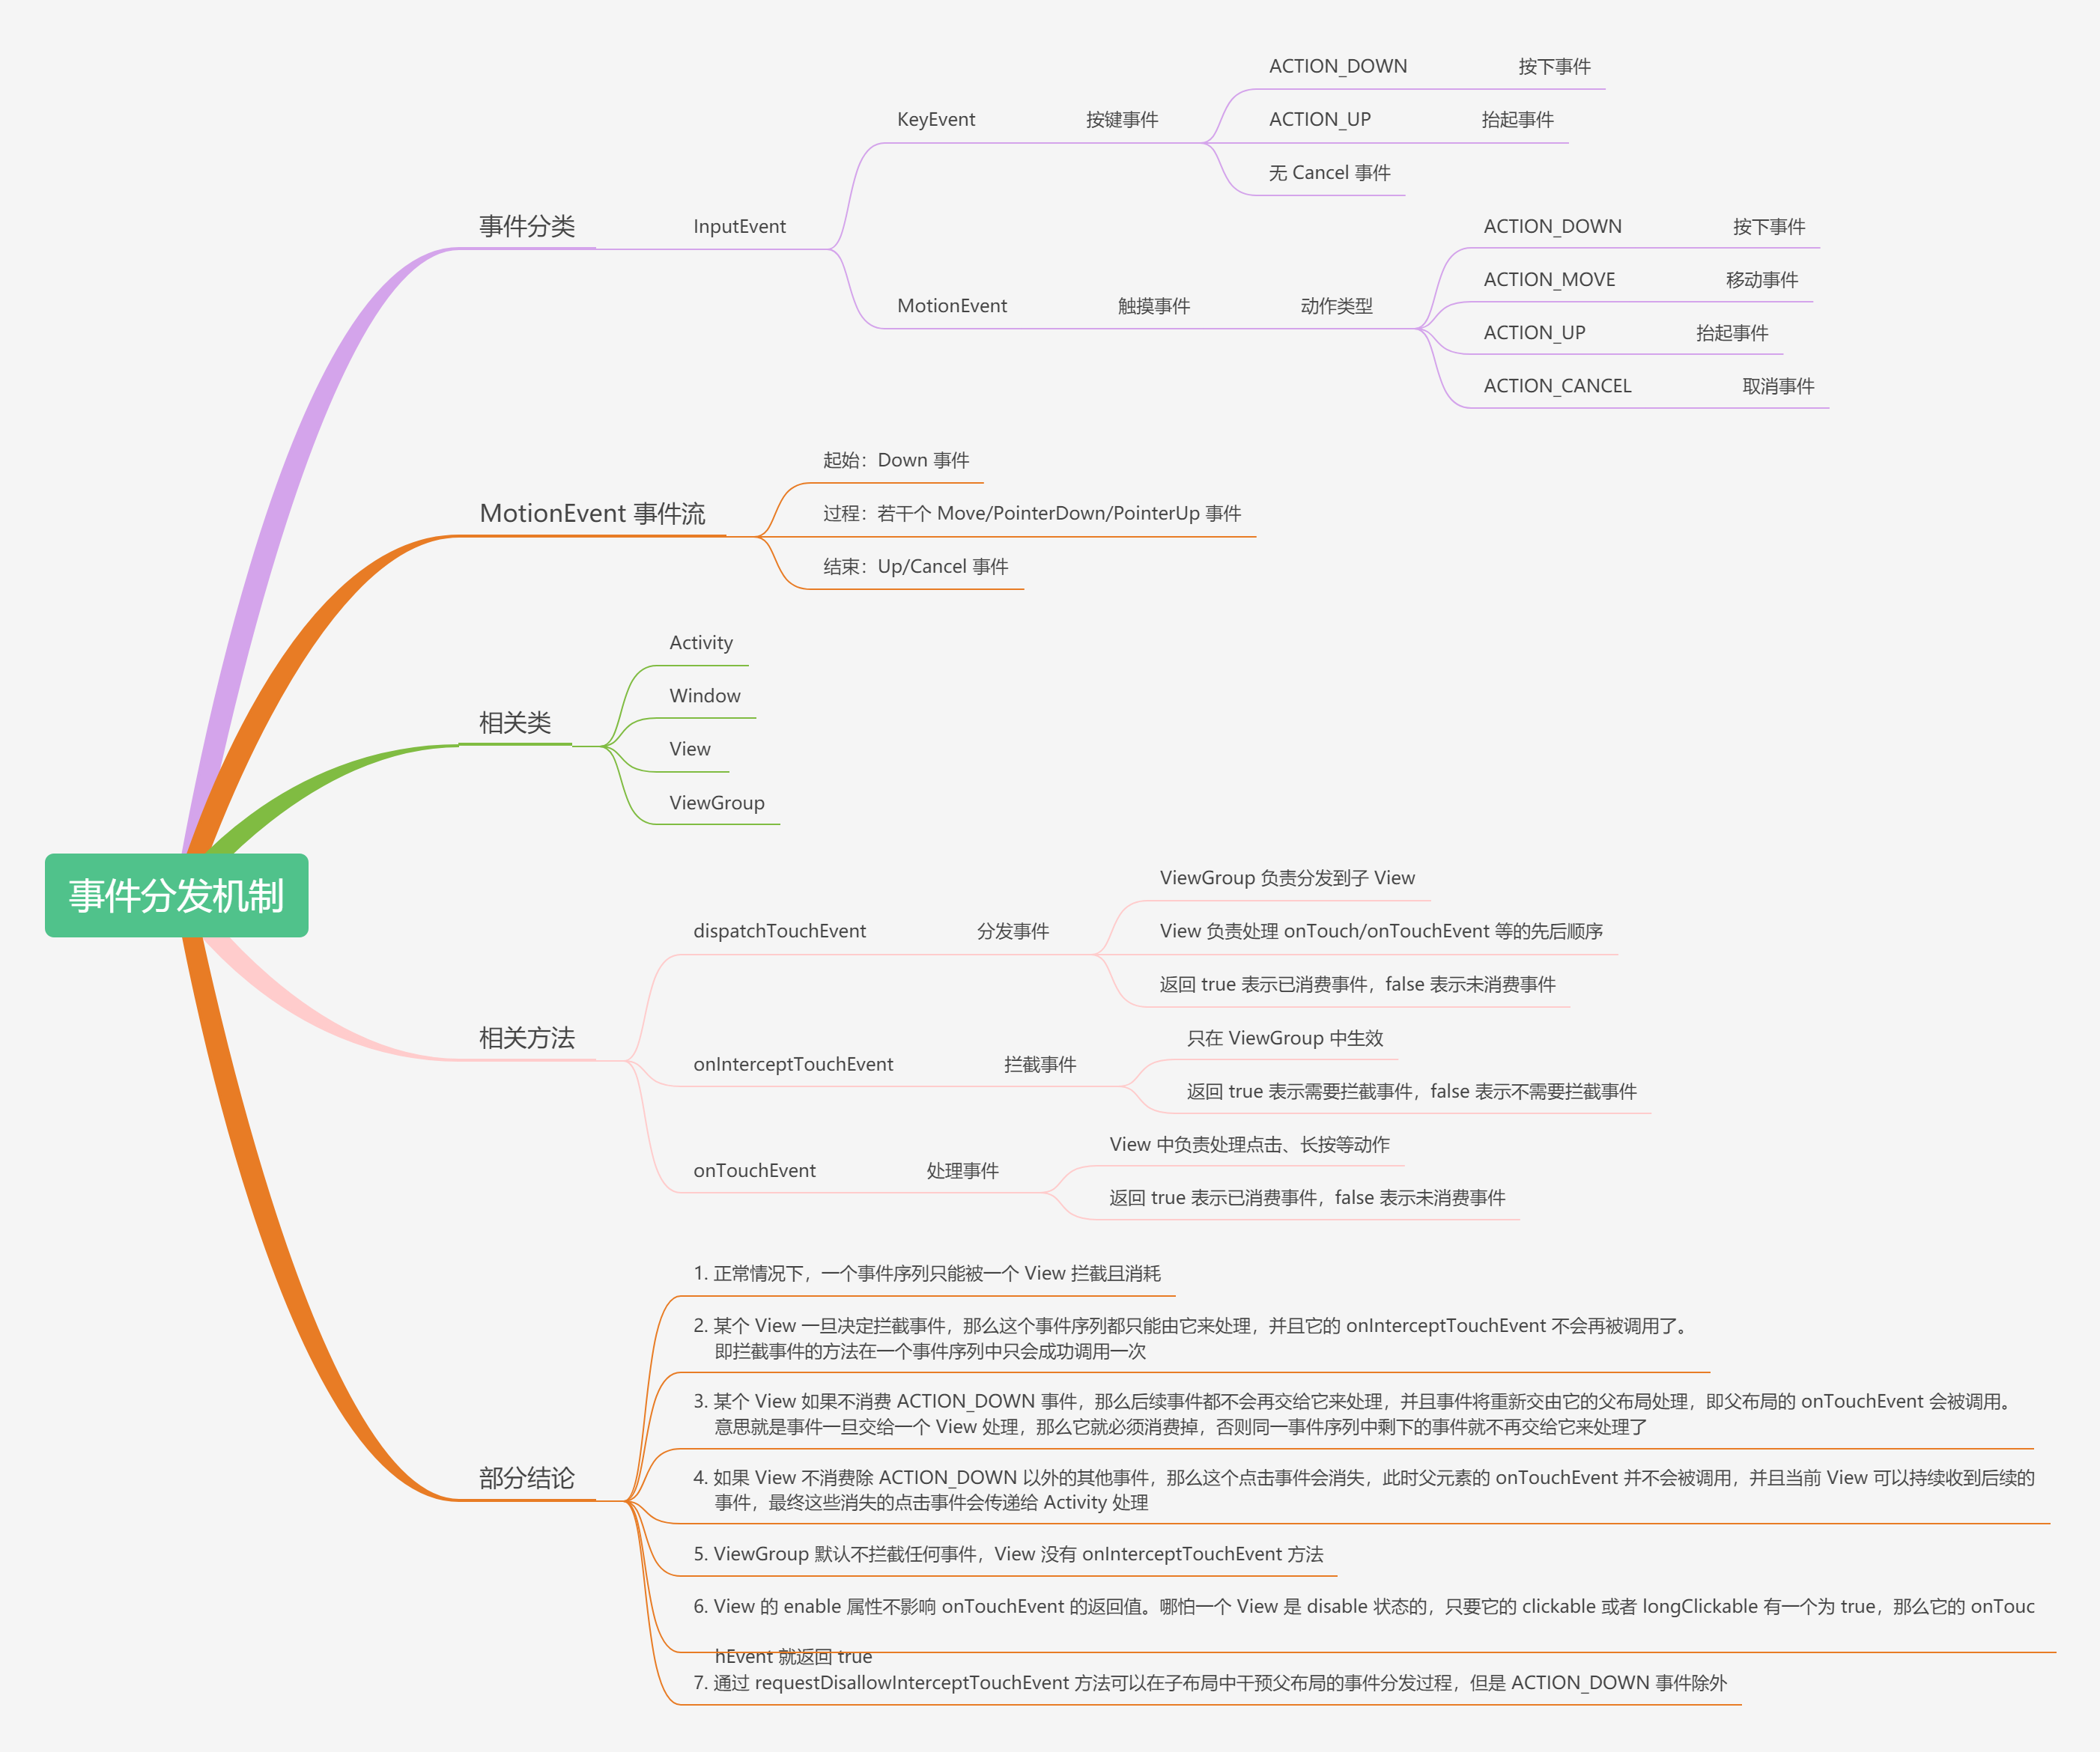 事件分发机制
事件分类
InputEvent
KeyEvent 按键事件
ACTION_DOWN 按下事件
ACTION_UP 抬起事件
无 Cancel 事件
MotionEvent 触摸事件 动作类型
ACTION_DOWN 按下事件
ACTION_MOVE 移动事件
ACTION_UP 抬起事件
ACTION_CANCEL 取消事件
MotionEvent 事件流
起始：Down 事件
过程：若干个 Move/PointerDown/PointerUp 事件
结束：Up/Cancel 事件
相关类
Activity
Window
View
ViewGroup
相关方法
dispatchTouchEvent 分发事件
ViewGroup 负责分发到子 View
View 负责处理 onTouch/onTouchEvent 等的先后顺序
返回 true 表示已消费事件，false 表示未消费事件
onInterceptTouchEvent 拦截事件
只在 ViewGroup 中生效
返回 true 表示需要拦截事件，false 表示不需要拦截事件
onTouchEvent 处理事件
View 中负责处理点击、长按等动作
返回 true 表示已消费事件，false 表示未消费事件
部分结论
1. 正常情况下，一个事件序列只能被一个 View 拦截且消耗
2. 某个 View 一旦决定拦截事件，那么这个事件序列都只能由它来处理，并且它的 onInterceptTouchEvent 不会再被调用了。
即拦截事件的方法在一个事件序列中只会成功调用一次
3. 某个 View 如果不消费 ACTION_DOWN 事件，那么后续事件都不会再交给它来处理，并且事件将重新交由它的父布局处理，即父布局的 onTouchEvent 会被调用。
意思就是事件一旦交给一个 View 处理，那么它就必须消费掉，否则同一事件序列中剩下的事件就不再交给它来处理了
4. 如果 View 不消费除 ACTION_DOWN 以外的其他事件，那么这个点击事件会消失，此时父元素的 onTouchEvent 并不会被调用，并且当前 View 可以持续收到后续的
事件，最终这些消失的点击事件会传递给 Activity 处理
5. ViewGroup 默认不拦截任何事件，View 没有 onInterceptTouchEvent 方法
6. View 的 enable 属性不影响 onTouchEvent 的返回值。哪怕一个 View 是 disable 状态的，只要它的 clickable 或者 longClickable 有一个为 true，那么它的 onTouc
hEvent 就返回 true
7. 通过 requestDisallowInterceptTouchEvent 方法可以在子布局中干预父布局的事件分发过程，但是 ACTION_DOWN 事件除外